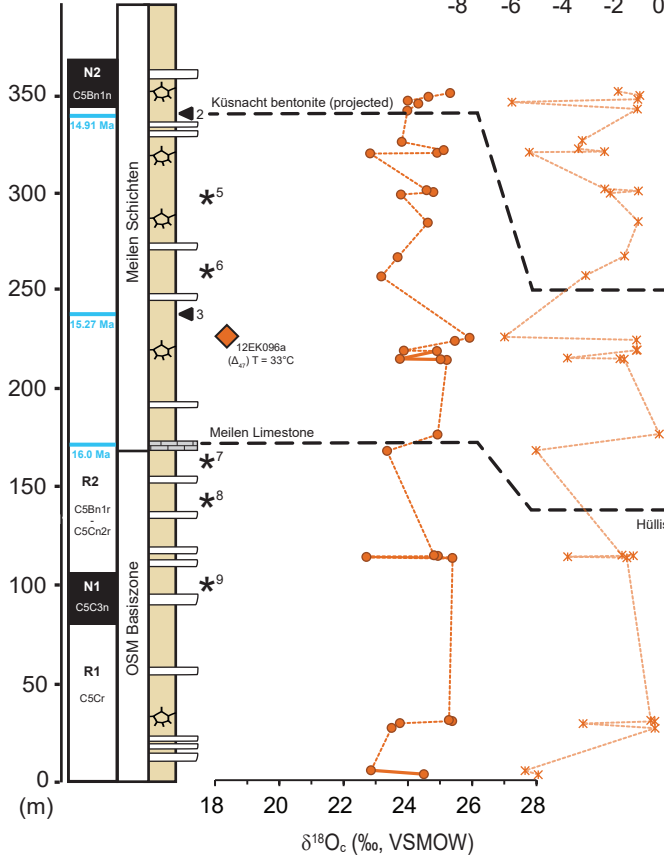 -8 -6 -4 -2 0
350
300
250
200
150
100
50
0
(m)
N2
C5Bn1n
14.91 Ma
15.27 Ma
16.0 Ma
R2
C5Bn1r
-
C5Cn2r
N1
C5C3n
R1
C5Cr
Meilen Schichten
OSM Basiszone
2
*5
*6
3
*7
*8
*9
Küsnacht bentonite (projected)
12EK096a
(Δ47) T = 33°C
Meilen Limestone
Hüllis
18 20 22 24 26 28
δ18Oc (‰, VSMOW)